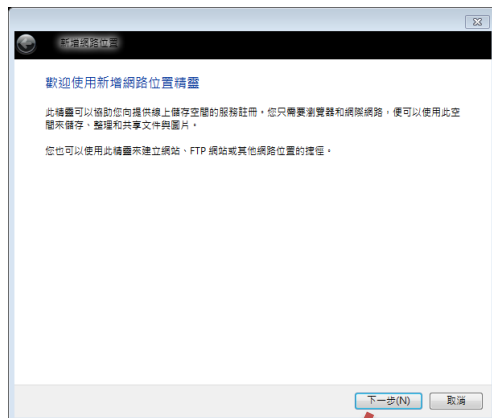 新增網路位置
歡迎使用新增網路位置精靈
此精靈可以協助您向提供線上儲存空間的服務註冊。您只需要瀏覽器和網際網路，便可以使用此空
間來儲存、整理和共享文件與圖片。
您也可以使用此精靈來建立網站、FTP 網站或其他網路位置的捷徑。
下一步(N)
取消